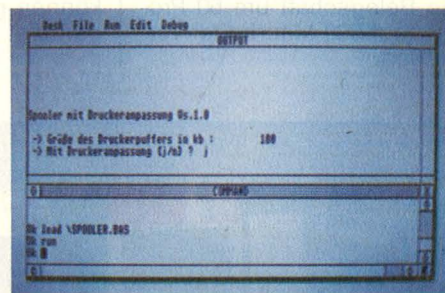 Desk File Run Edit Debug
OUTPUT
Spooler mit Druckeranpassung Vs.1.0
-> Größe des Druckerpuffers in kb : 100
-> Mit Druckeranpassung (j/n) ? j
COMMAND
Ok load \SPOOLER.BAS
Ok run
Ok